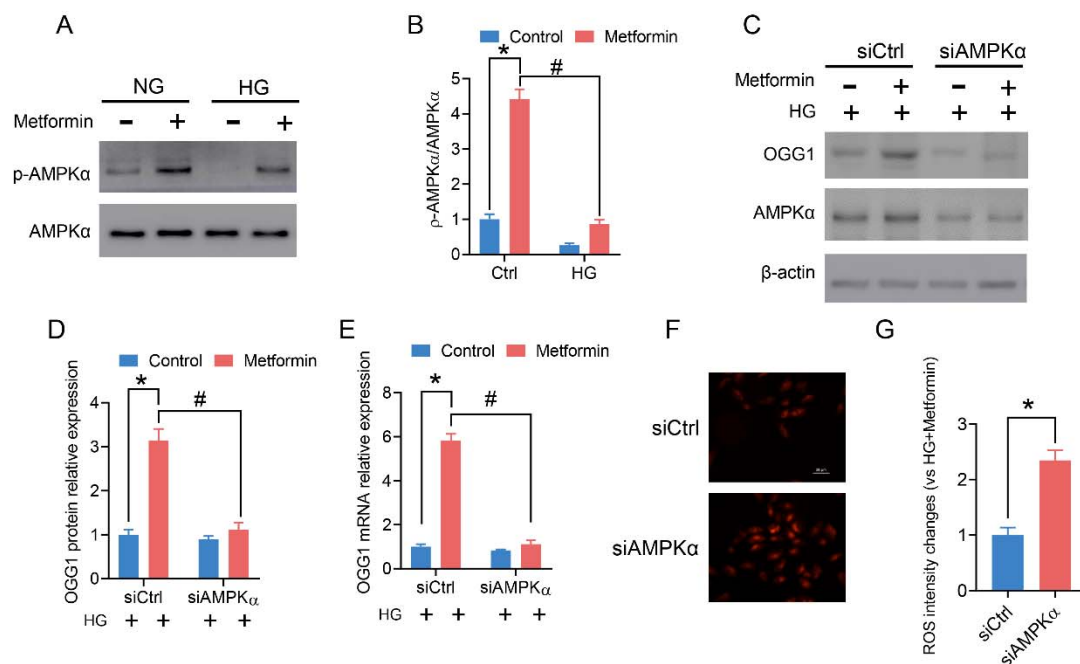 A
NG HG
Metformin - + - +
p-AMPKα
AMPKα
B
Control Metformin
*
#
ρ-AMPKα/AMPKα
5
4
3
2
1
0
Ctrl HG
C
siCtrl siAMPKα
Metformin - + - +
HG + + + +
OGG1
AMPKα
β-actin
D
Control Metformin
*
#
OGG1 protein relative expression
4
3
2
1
0
siCtrl siAMPKα
HG + + + +
E
Control Metformin
*
#
OGG1 mRNA relative expression
8
6
4
2
0
siCtrl siAMPKα
+ + + +
F
siCtrl
siAMPKα
G
*
ROS intensity changes (vs HG+Metformin)
3
2
1
0
siCtrl
siAMPKα